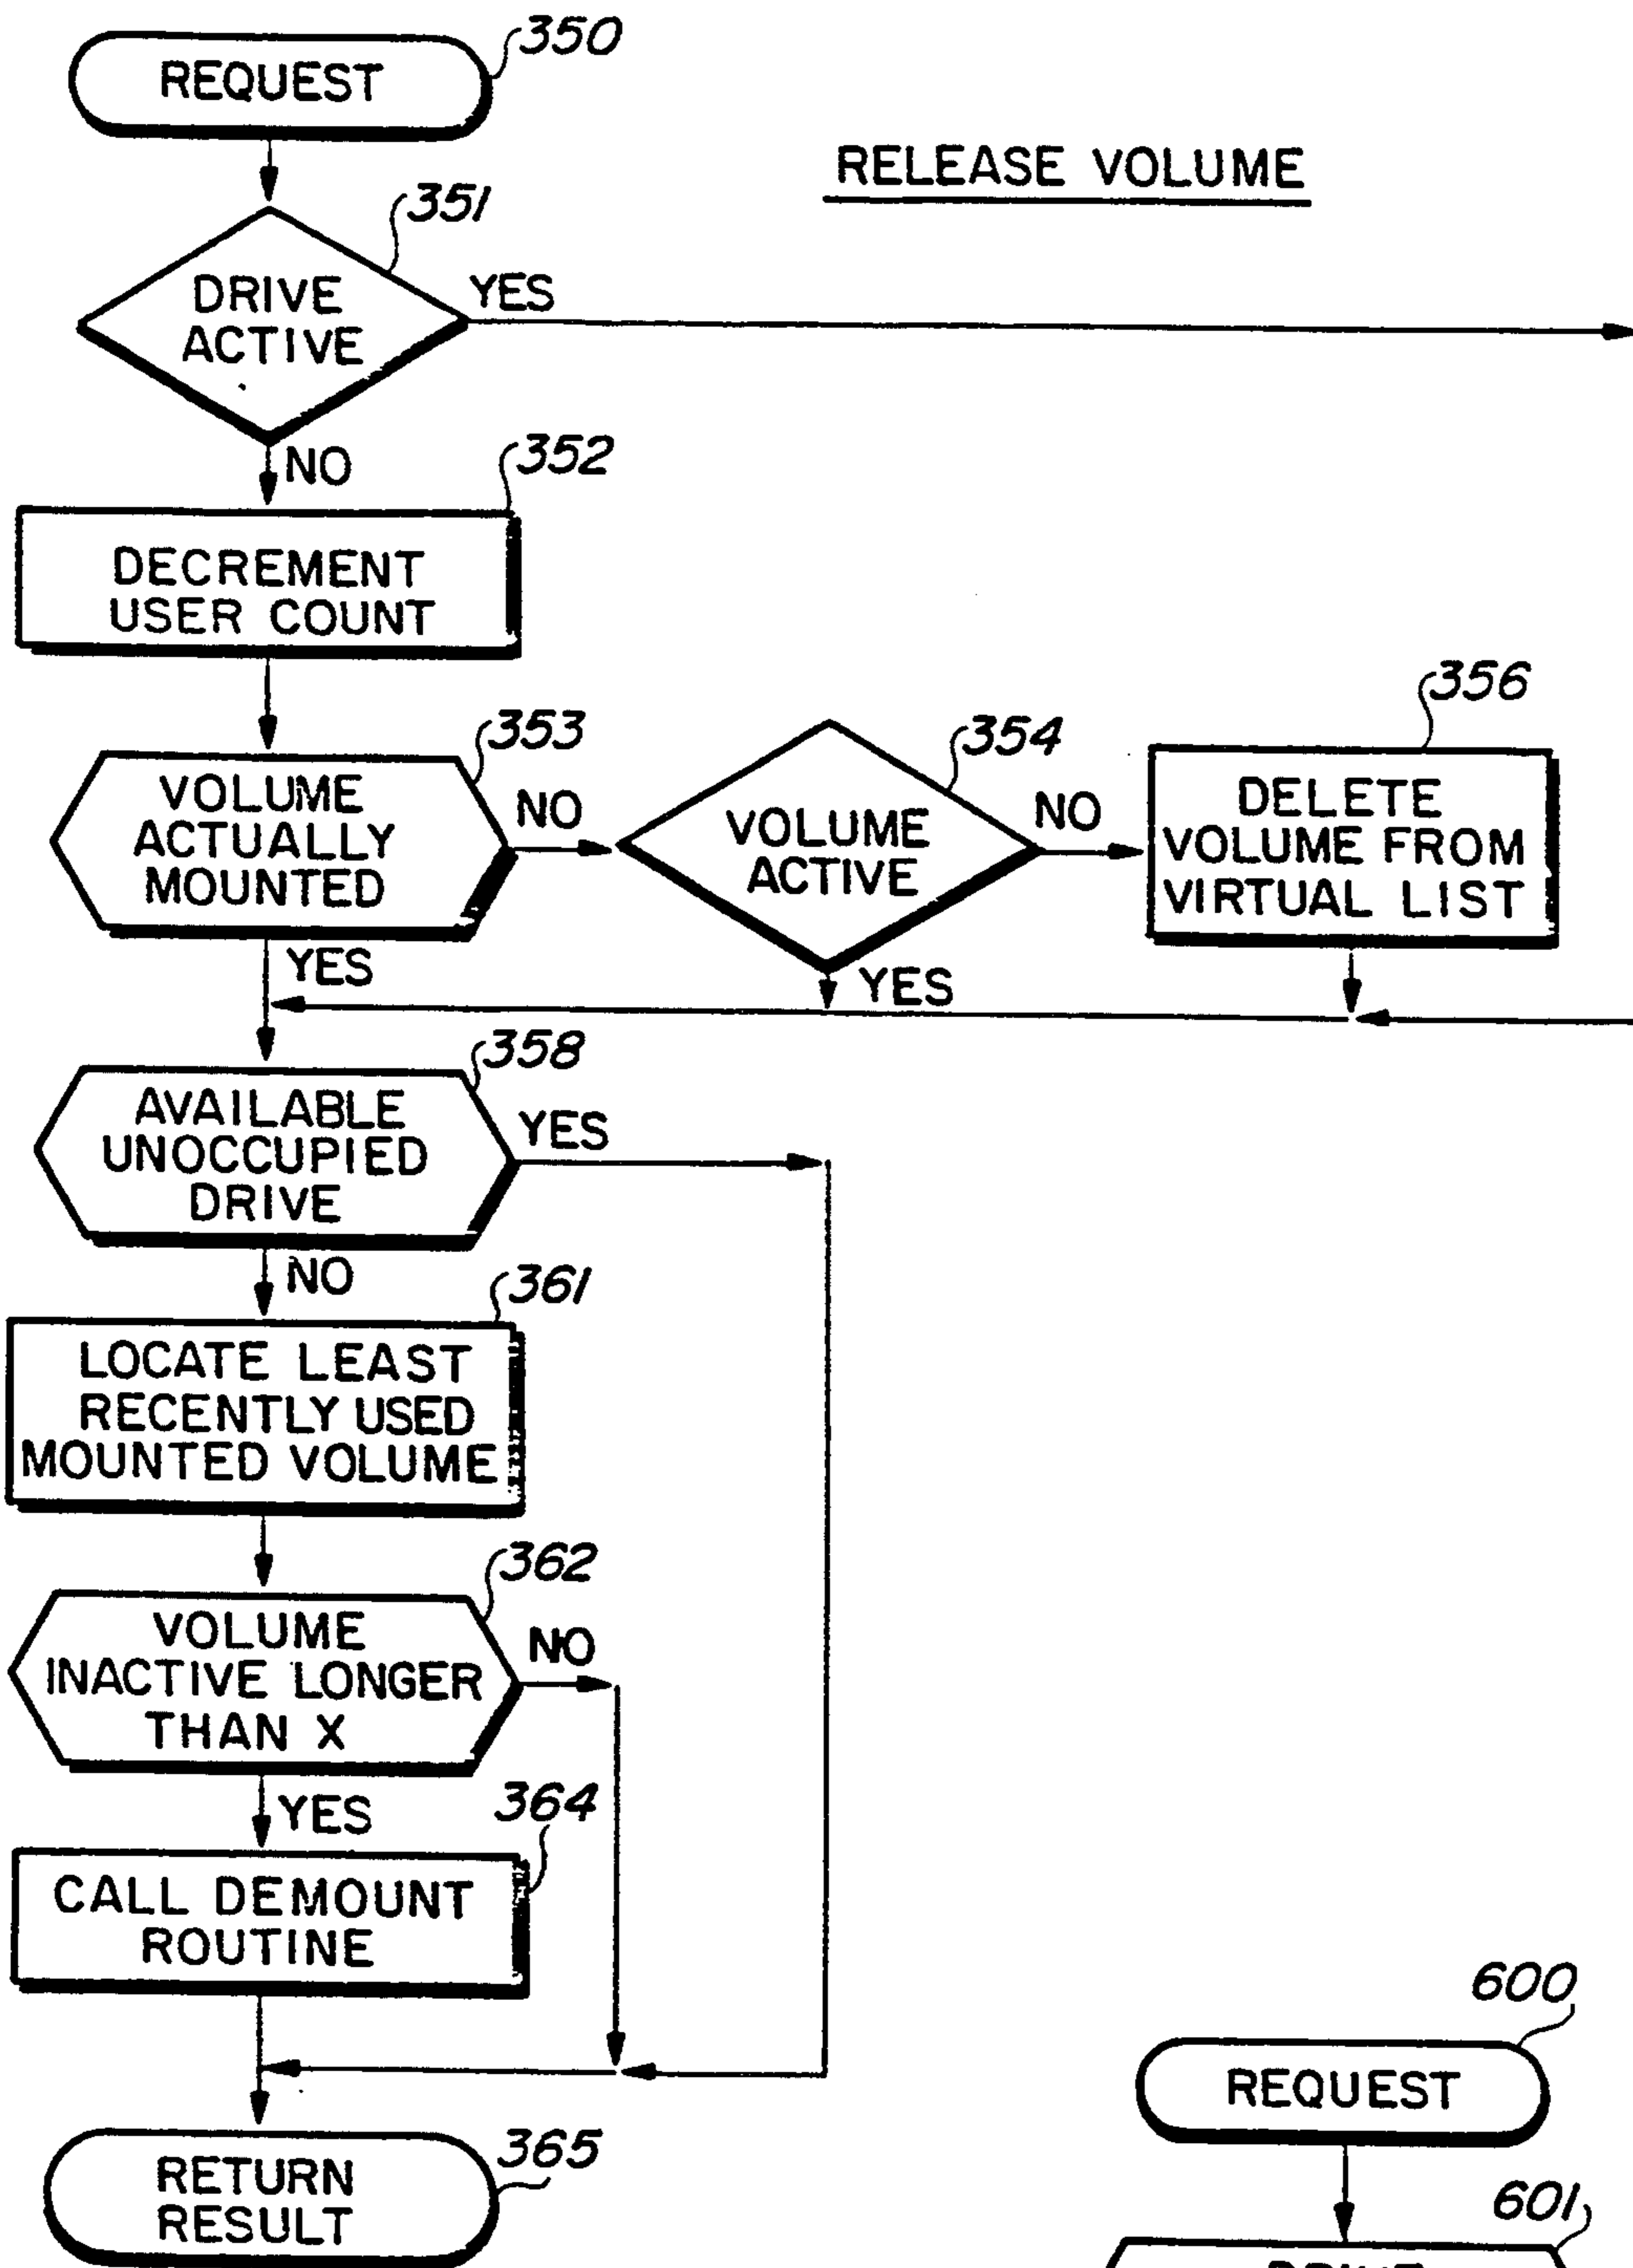 350
REQUEST
RELEASE VOLUME
351
DRIVE
ACTIVE
YES
NO
352
DECREMENT
USER COUNT
353
VOLUME
ACTUALLY
MOUNTED
NO
YES
354
VOLUME
ACTIVE
NO
YES
356
DELETE
VOLUME FROM
VIRTUAL LIST
358
AVAILABLE
UNOCCUPIED
DRIVE
YES
NO
361
LOCATE LEAST
RECENTLY USED
MOUNTED VOLUME
362
VOLUME
INACTIVE LONGER
THAN X
NO
YES
364
CALL DEMOUNT
ROUTINE
365
RETURN
RESULT
600
REQUEST
601